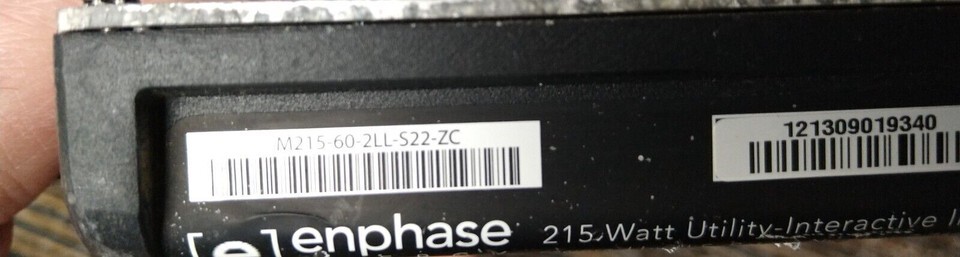 M215-60-2LL-S22-ZC
121309019340
[e] enphase 215-Watt Utility-Interactive